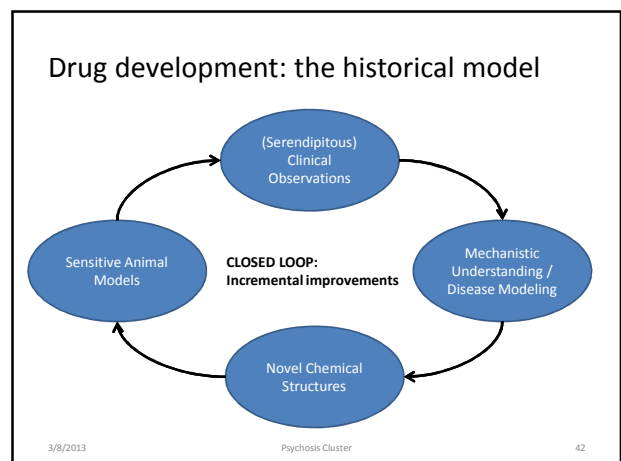 Drug development: the historical model
(Serendipitous)
Clinical
Observations
Mechanistic
Understanding /
Disease Modeling
Novel Chemical
Structures
Sensitive Animal
Models
CLOSED LOOP:
Incremental improvements
3/8/2013
Psychosis Cluster
42